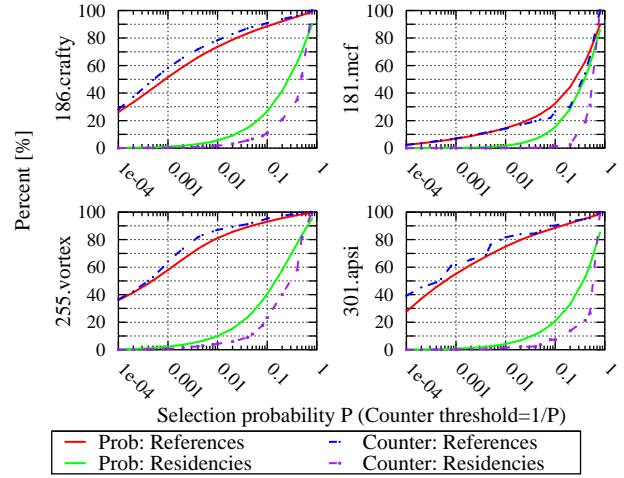 Percent [%]
186.crafty
100
80
60
40
20
0
1e-04
0.001
0.01
0.1
1
181.mcf
100
80
60
40
20
0
1e-04
0.001
0.01
0.1
1
255.vortex
100
80
60
40
20
0
1e-04
0.001
0.01
0.1
1
301.apsi
100
80
60
40
20
0
1e-04
0.001
0.01
0.1
1
Selection probability P (Counter threshold=1/P)
Prob: References
Counter: References
Prob: Residencies
Counter: Residencies